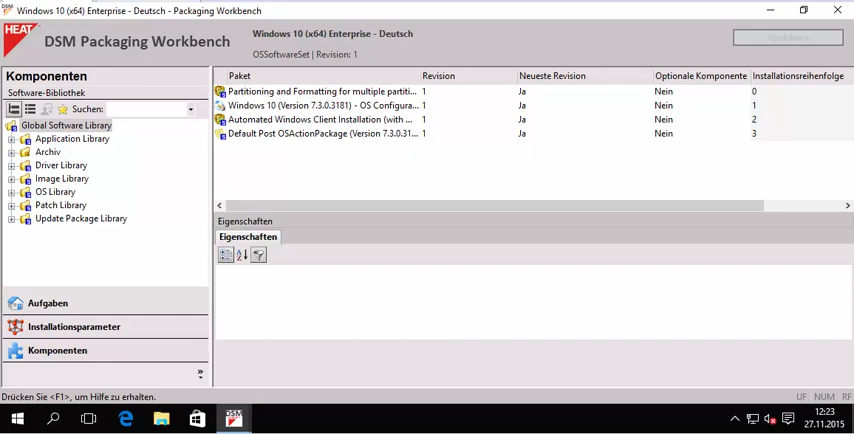 Windows 10 (x64) Enterprise - Deutsch - Packaging Workbench
HEAT
DSM Packaging Workbench
Windows 10 (x64) Enterprise - Deutsch
OSSoftwareSet | Revision: 1
Speichern
Komponenten
Software-Bibliothek
Suchen:
Global Software Library
Application Library
Archiv
Driver Library
Image Library
OS Library
Patch Library
Update Package Library
Aufgaben
Installationsparameter
Komponenten
Paket Revision Neueste Revision Optionale Komponente Installationsreihenfolge
Partitioning and Formatting for multiple partiti... 1 Ja Nein 0
Windows 10 (Version 7.3.0.3181) - OS Configura... 1 Ja Nein 1
Automated Windows Client Installation (with ... 1 Ja Nein 2
Default Post OSActionPackage (Version 7.3.0.31... 1 Ja Nein 3
Eigenschaften
Eigenschaften
Drücken Sie <F1>, um Hilfe zu erhalten.
UF NUM RF
DSM
12:23
27.11.2015